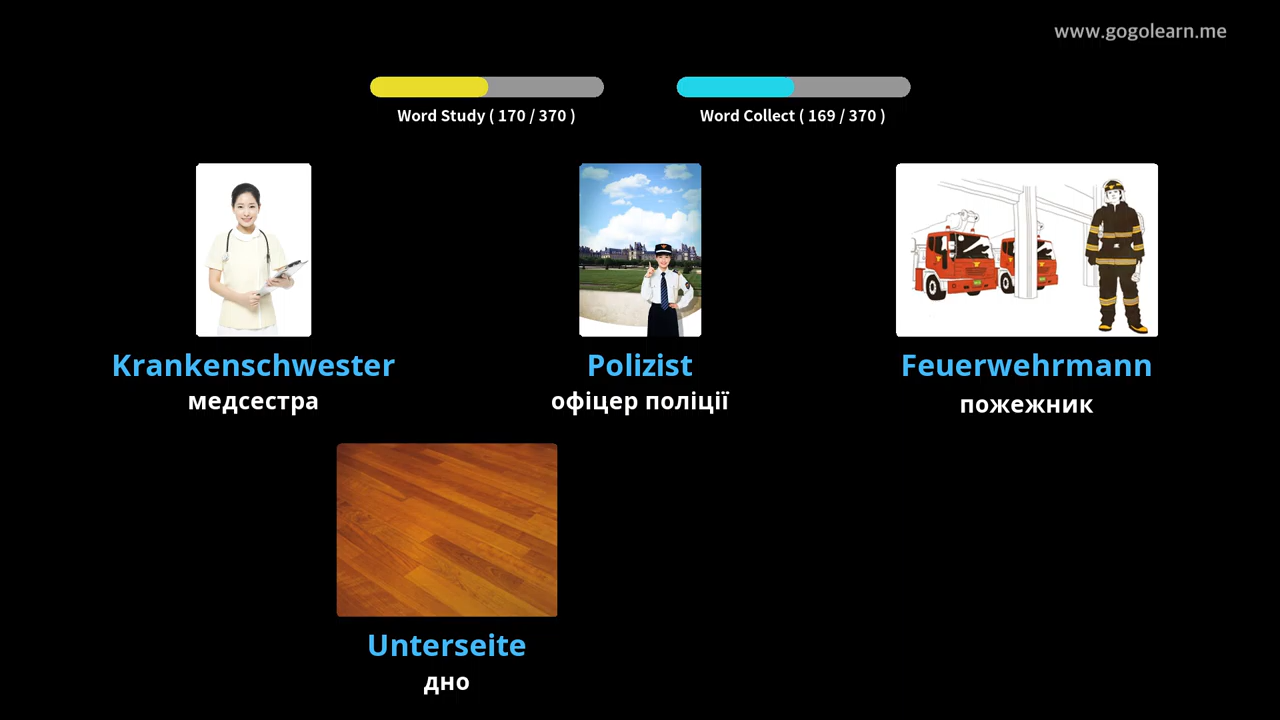 www.gogolearn.me
Word Study ( 170 / 370 )
Word Collect ( 169 / 370 )
Krankenschwester
медсестра
Polizist
офіцер поліції
Feuerwehrmann
пожежник
Unterseite
дно